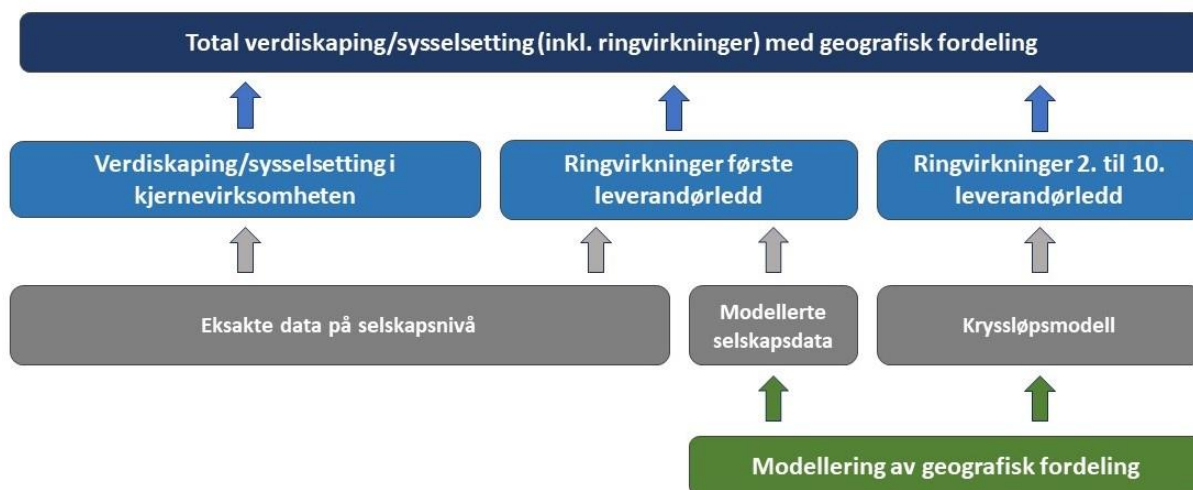 Total verdiskaping/sysselsetting (inkl. ringvirkninger) med geografisk fordeling
Verdiskaping/sysselsetting i
kjernevirksomheten
Ringvirkninger første
leverandørledd
Ringvirkninger 2. til 10.
leverandørledd
Eksakte data på selskapsnivå
Modellerte
selskapsdata
Kryssløpsmodell
Modellering av geografisk fordeling